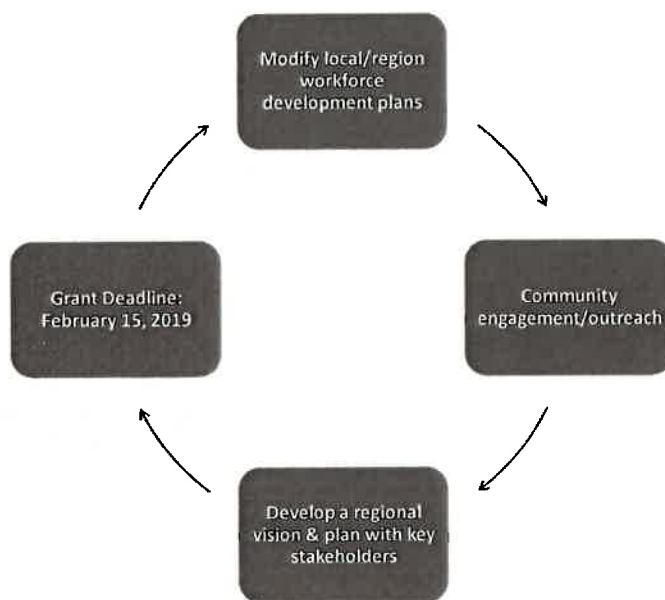 Modify local/region
workforce
development plans
Community
engagement/outreach
Develop a regional
vision & plan with key
stakeholders
Grant Deadline:
February 15, 2019